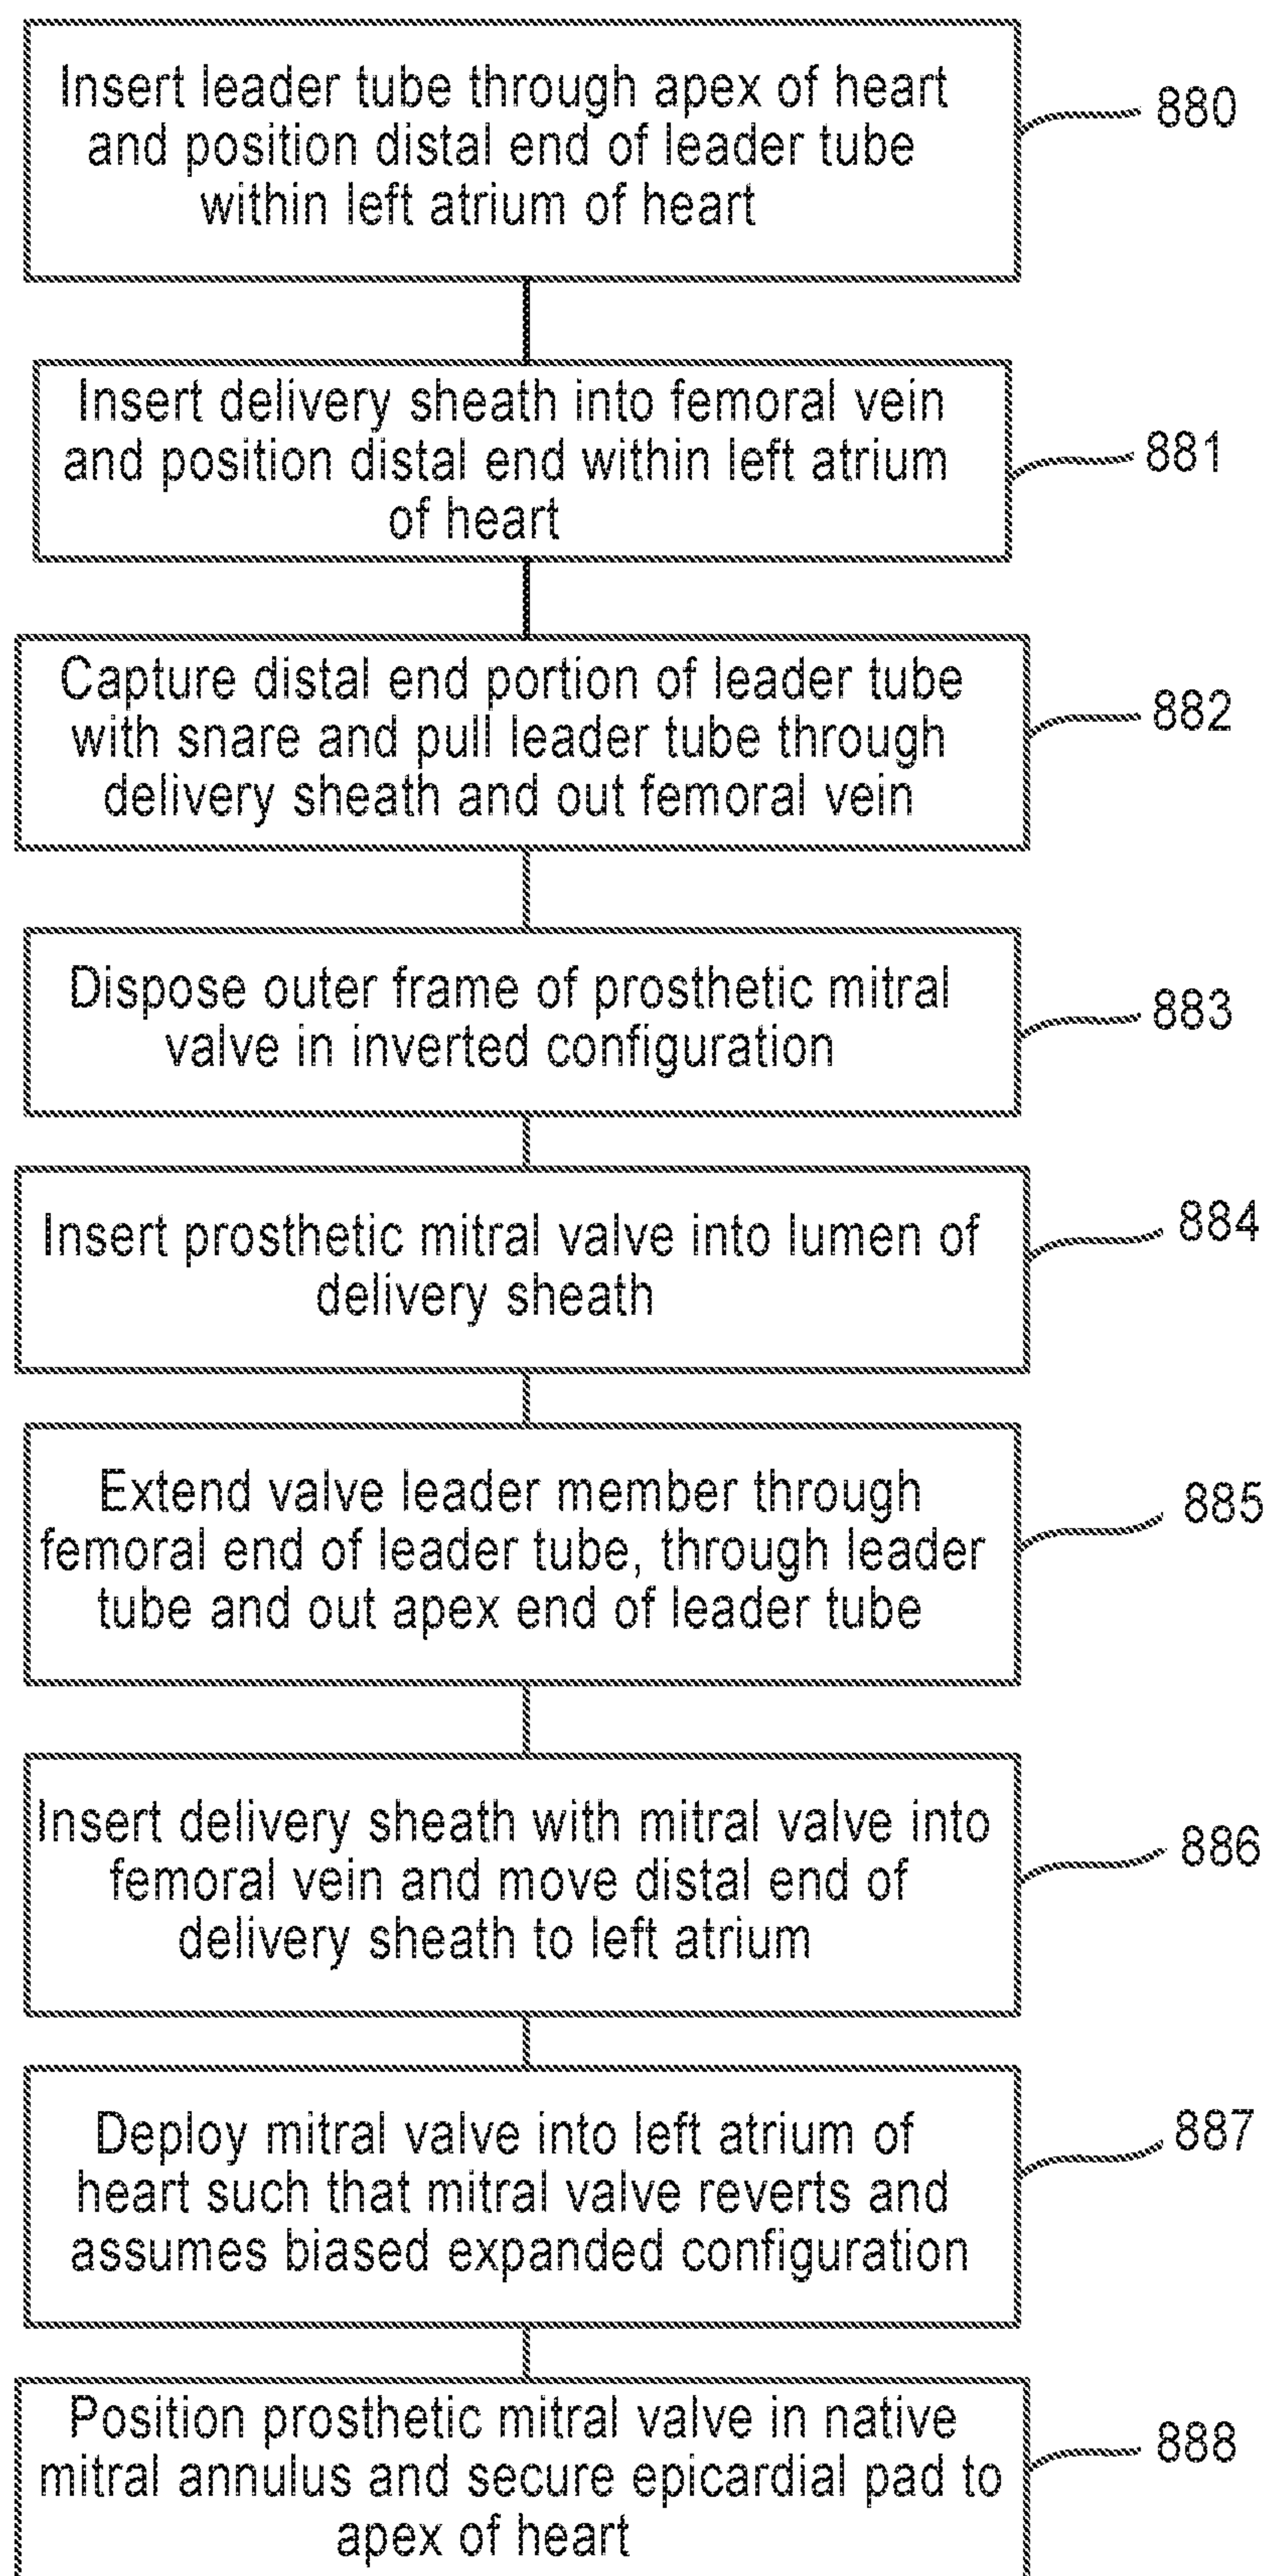 Insert leader tube through apex of heart
and position distal end of leader tube
within left atrium of heart
880
Insert delivery sheath into femoral vein
and position distal end within left atrium
of heart
881
Capture distal end portion of leader tube
with snare and pull leader tube through
delivery sheath and out femoral vein
882
Dispose outer frame of prosthetic mitral
valve in inverted configuration
883
Insert prosthetic mitral valve into lumen of
delivery sheath
884
Extend valve leader member through
femoral end of leader tube, through leader
tube and out apex end of leader tube
885
Insert delivery sheath with mitral valve into
femoral vein and move distal end of
delivery sheath to left atrium
886
Deploy mitral valve into left atrium of
heart such that mitral valve reverts and
assumes biased expanded configuration
887
Position prosthetic mitral valve in native
mitral annulus and secure epicardial pad to
apex of heart
888